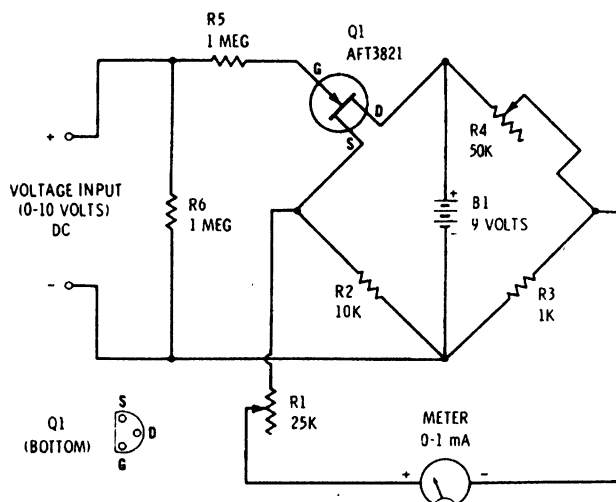 Q1
AFT3821
R5
1 MEG
G
D
S
+
VOLTAGE INPUT
(0-10 VOLTS)
DC
-
R6
1 MEG
R4
50K
+
B1
9 VOLTS
-
R2
10K
R3
1K
R1
25K
Q1
(BOTTOM)
S
D
G
METER
0-1 mA
+
-